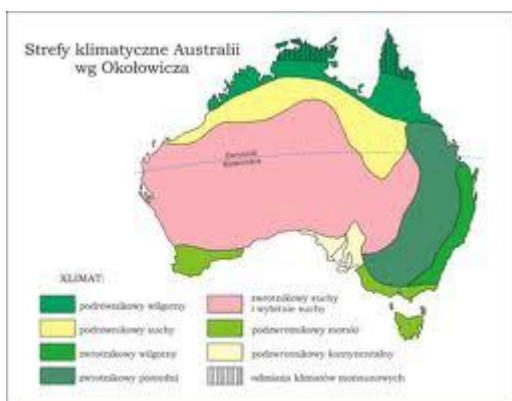 Strefy klimatyczne Australii
wg Okołowicza
Zwrotnik
Koziorożca
KLIMAT:
podrównikowy wilgotny
podrównikowy suchy
zwrotnikowy wilgotny
zwrotnikowy pośredni
zwrotnikowy suchy
i wybitnie suchy
podzwrotnikowy morski
podzwrotnikowy kontynentalny
odmiana klimatów monsunowych